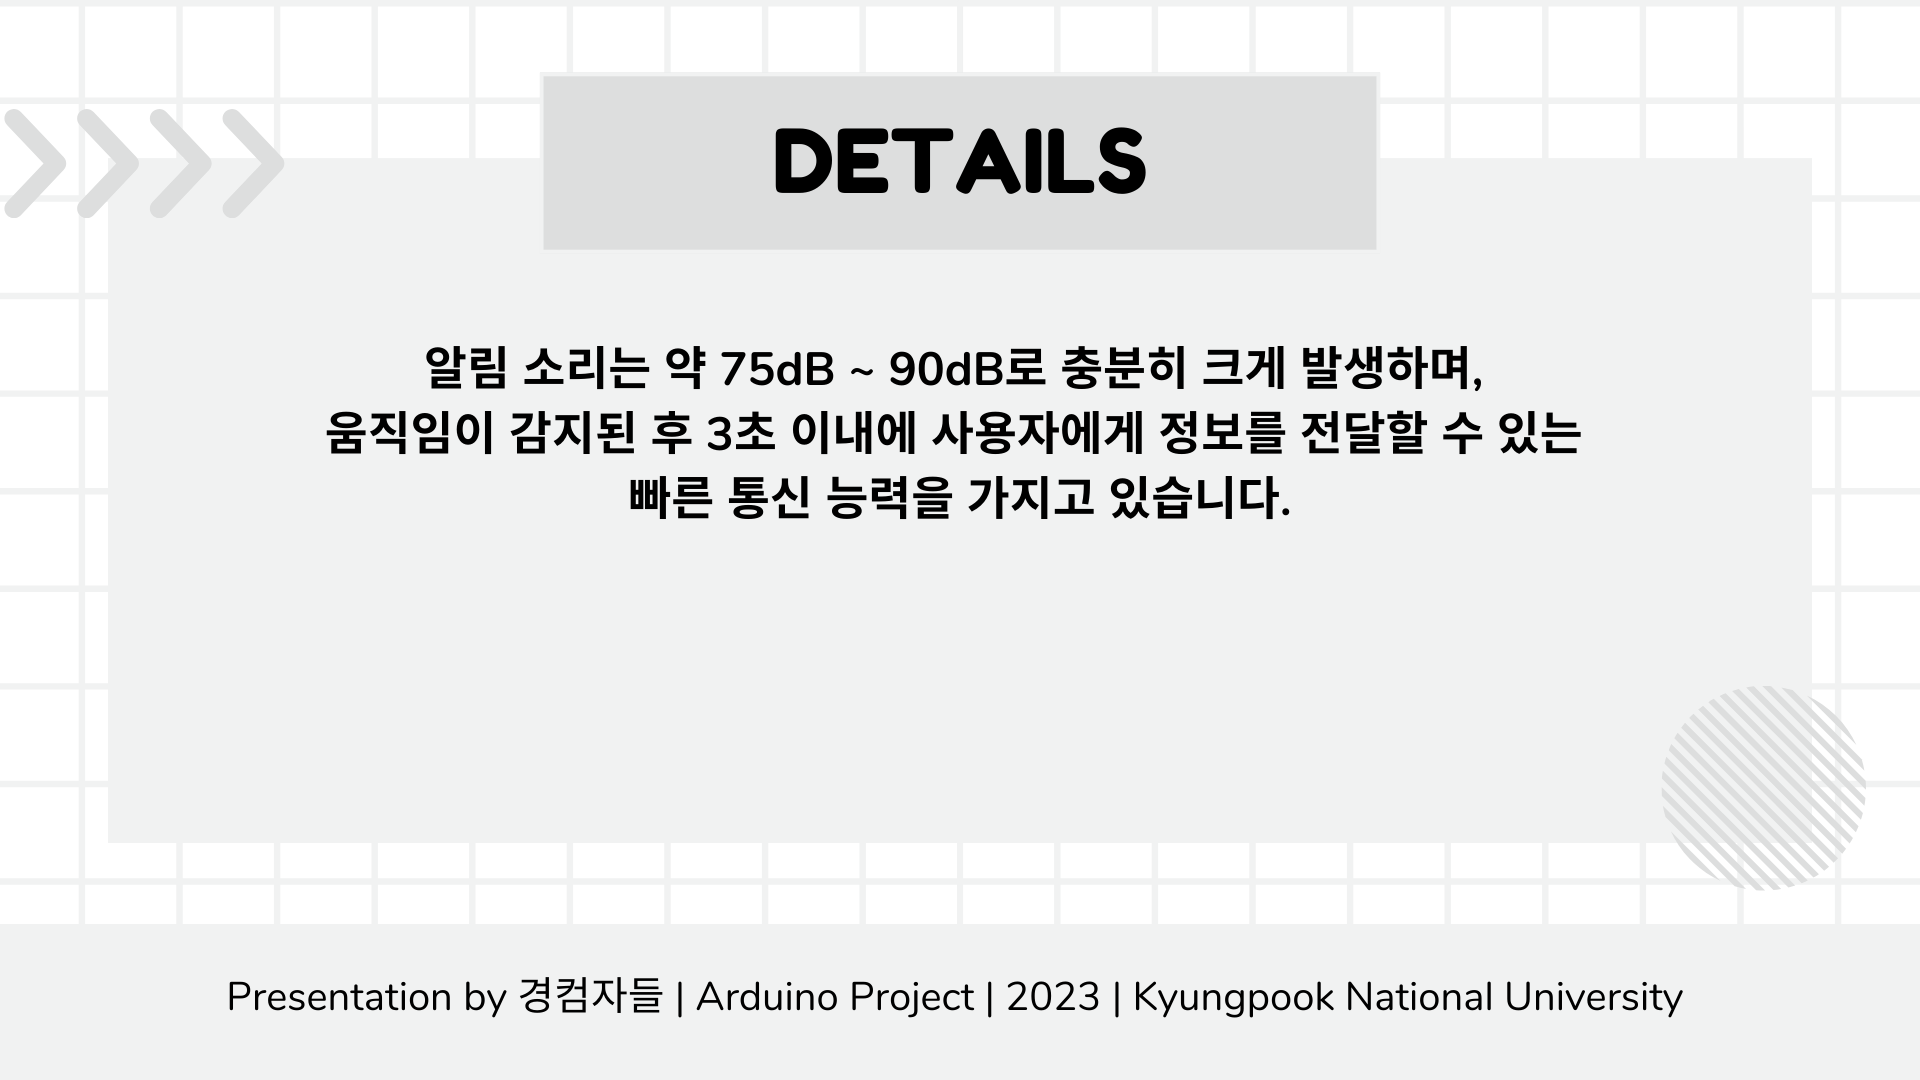 DETAILS
알림 소리는 약 75dB ~ 90dB로 충분히 크게 발생하며,
움직임이 감지된 후 3초 이내에 사용자에게 정보를 전달할 수 있는
빠른 통신 능력을 가지고 있습니다.
Presentation by 경컴자들 | Arduino Project | 2023 | Kyungpook National University